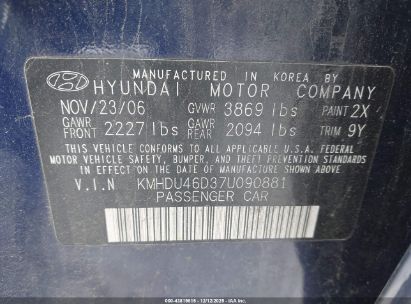 MANUFACTURED IN KOREA BY
HYUNDAI MOTOR COMPANY
NOV/23/06 GVWR 3869 lbs PAINT 2X
GAWR FRONT 2227 lbs GAWR REAR 2094 lbs TRIM 9Y
THIS VEHICLE CONFORMS TO ALL APPLICABLE U.S.A. FEDERAL
MOTOR VEHICLE SAFETY, BUMPER, AND THEFT PREVENTION
STANDARDS IN EFFECT ON THE DATE OF MANUFACTURE
SHOWN ABOVE.
V.I.N KMHDU46D37U090881
PASSENGER CAR